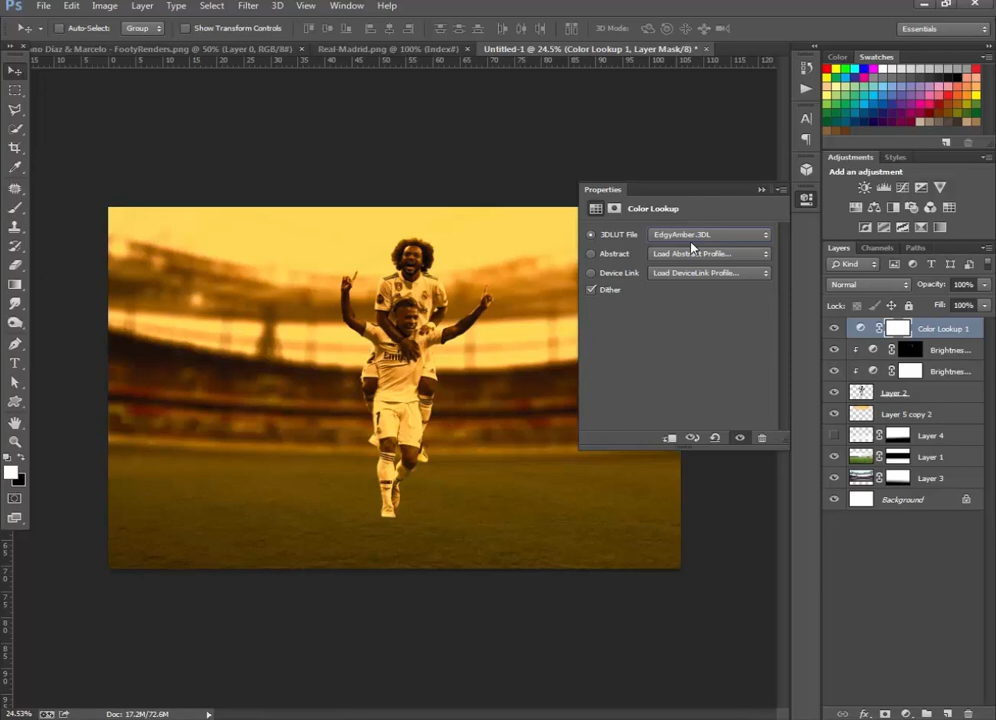 Ps File Edit Image Layer Type Select Filter 3D View Window Help
Auto-Select: Group Show Transform Controls 3D Mode: Essentials
no Díaz & Marcelo - FootyRenders.png @ 50% (Layer 0, RGB/8#) × Real-Madrid.png @ 100% (Index#) × Untitled-1 @ 24.5% (Color Lookup 1, Layer Mask/8) * ×
Color Swatches
Adjustments Styles
Add an adjustment
Properties
Color Lookup
3DLUT File EdgyAmber.3DL
Abstract Load Abstract Profile...
Device Link Load DeviceLink Profile...
Dither
Layers Channels Paths
Kind
Normal Opacity: 100%
Lock: Fill: 100%
Color Lookup 1
Brightnes...
Brightnes...
Layer 2
Layer 5 copy 2
Layer 4
Layer 1
Layer 3
Background
24.53% Doc: 17.2M/72.6M